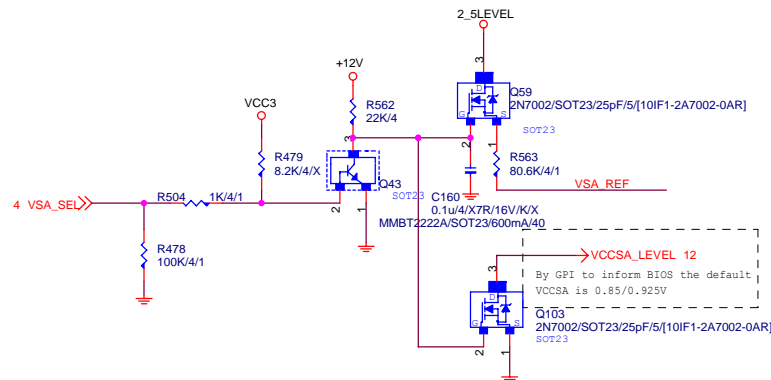 2_5LEVEL
+12V
VCC3
3
D
G
S
Q59
2N7002/SOT23/25pF/5/[10IF1-2A7002-0AR]
SOT23
R562
22K/4
3
2
1
R479
8.2K/4/X
R563
80.6K/4/1
Q43
SOT23
VSA_REF
4 VSA_SEL
R504
1K/4/1
2
1
C160
0.1u/4/X7R/16V/K/X
MMBT2222A/SOT23/600mA/40
R478
100K/4/1
VCCSA_LEVEL 12
3
By GPI to inform BIOS the default
VCCSA is 0.85/0.925V
D
G
S
Q103
2N7002/SOT23/25pF/5/[10IF1-2A7002-0AR]
SOT23
2
1